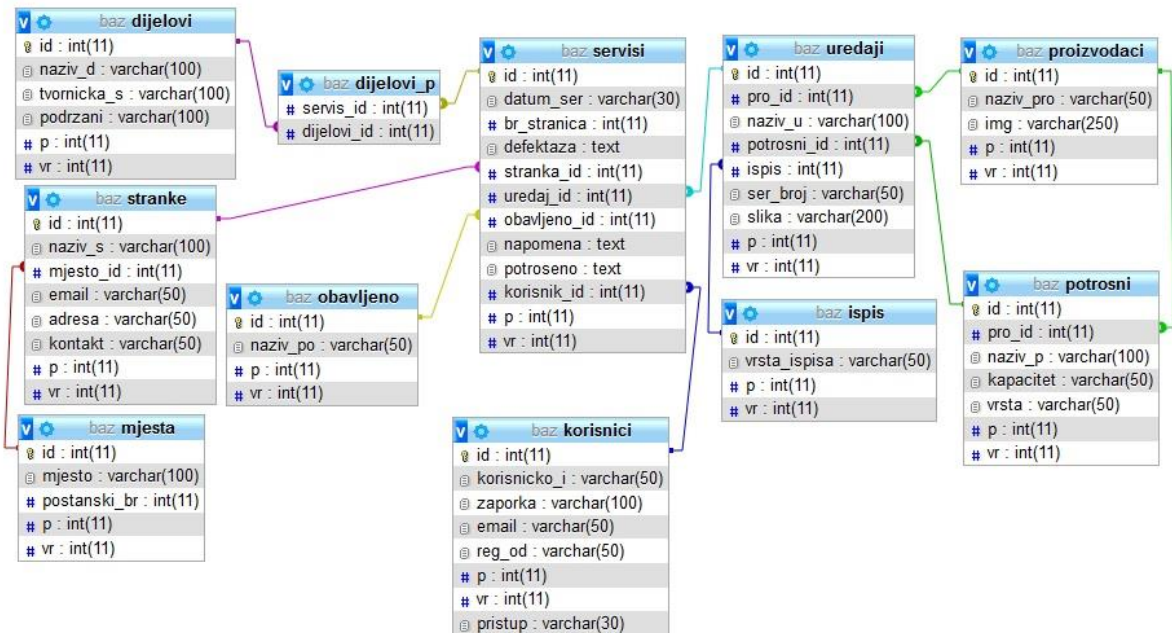 v baz dijelovi
id : int(11)
naziv_d : varchar(100)
tvornicka_s : varchar(100)
podrzani : varchar(100)
# p : int(11)
# vr : int(11)
v baz dijelovi_p
# servis_id : int(11)
# dijelovi_id : int(11)
v baz servisi
id : int(11)
datum_ser : varchar(30)
# br_stranica : int(11)
defektaza : text
# stranka_id : int(11)
# uredaj_id : int(11)
# obavljeno_id : int(11)
napomena : text
potroseno : text
# korisnik_id : int(11)
# p : int(11)
# vr : int(11)
v baz uredaji
id : int(11)
# pro_id : int(11)
naziv_u : varchar(100)
# potrosni_id : int(11)
# ispis : int(11)
ser_broj : varchar(50)
slika : varchar(200)
# p : int(11)
# vr : int(11)
v baz proizvodaci
id : int(11)
naziv_pro : varchar(50)
img : varchar(250)
# p : int(11)
# vr : int(11)
v baz stranke
id : int(11)
naziv_s : varchar(100)
# mjesto_id : int(11)
email : varchar(50)
adresa : varchar(50)
kontakt : varchar(50)
# p : int(11)
# vr : int(11)
v baz obavljeno
id : int(11)
naziv_po : varchar(50)
# p : int(11)
# vr : int(11)
v baz ispis
id : int(11)
vrsta_ispisa : varchar(50)
# p : int(11)
# vr : int(11)
v baz potrosni
id : int(11)
# pro_id : int(11)
naziv_p : varchar(100)
kapacitet : varchar(50)
vrsta : varchar(50)
# p : int(11)
# vr : int(11)
v baz mjesta
id : int(11)
mjesto : varchar(100)
# postanski_br : int(11)
# p : int(11)
# vr : int(11)
v baz korisnici
id : int(11)
korisnicko_i : varchar(50)
zaporka : varchar(100)
email : varchar(50)
reg_od : varchar(50)
# p : int(11)
# vr : int(11)
pristup : varchar(30)